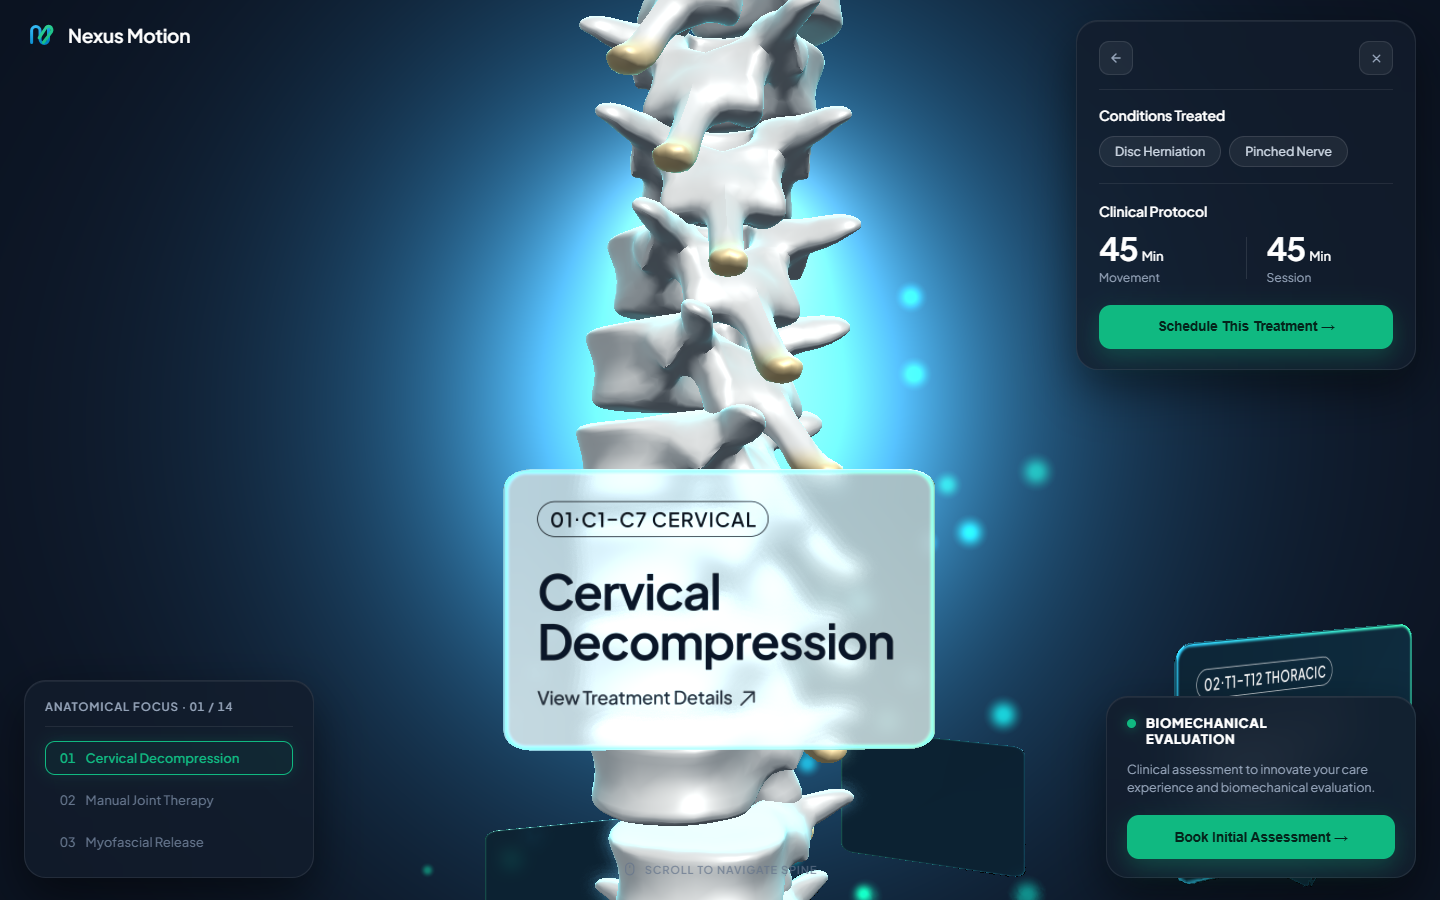 Nexus Motion
Conditions Treated
Disc Herniation
Pinched Nerve
Clinical Protocol
45 Min
Movement
45 Min
Session
Schedule This Treatment →
01·C1–C7 CERVICAL
Cervical
Decompression
View Treatment Details ↗
02·T1–T12 THORACIC
ANATOMICAL FOCUS · 01 / 14
01 Cervical Decompression
02 Manual Joint Therapy
03 Myofascial Release
BIOMECHANICAL
EVALUATION
Clinical assessment to innovate your care
experience and biomechanical evaluation.
Book Initial Assessment →
SCROLL TO NAVIGATE SPINE